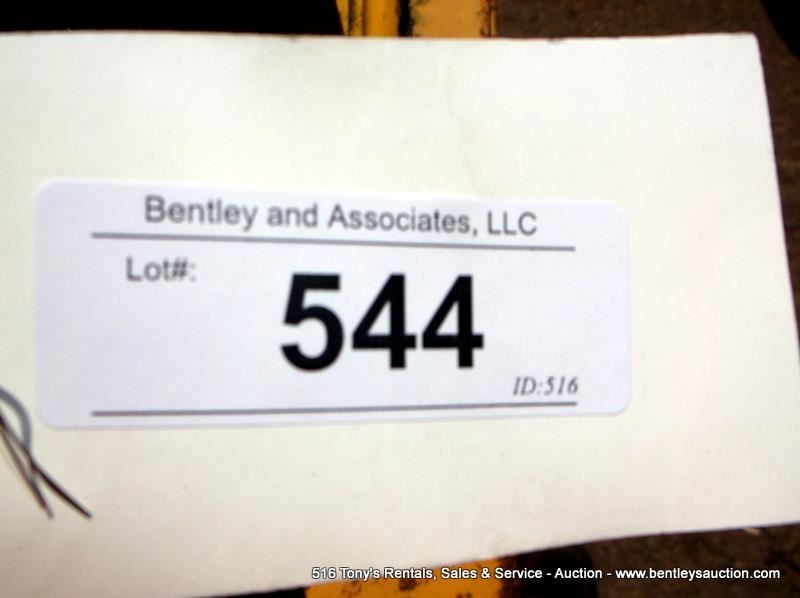 Bentley and Associates, LLC
Lot#:
544
ID:516
516 Tony's Rentals, Sales & Service - Auction - www.bentleysauction.com